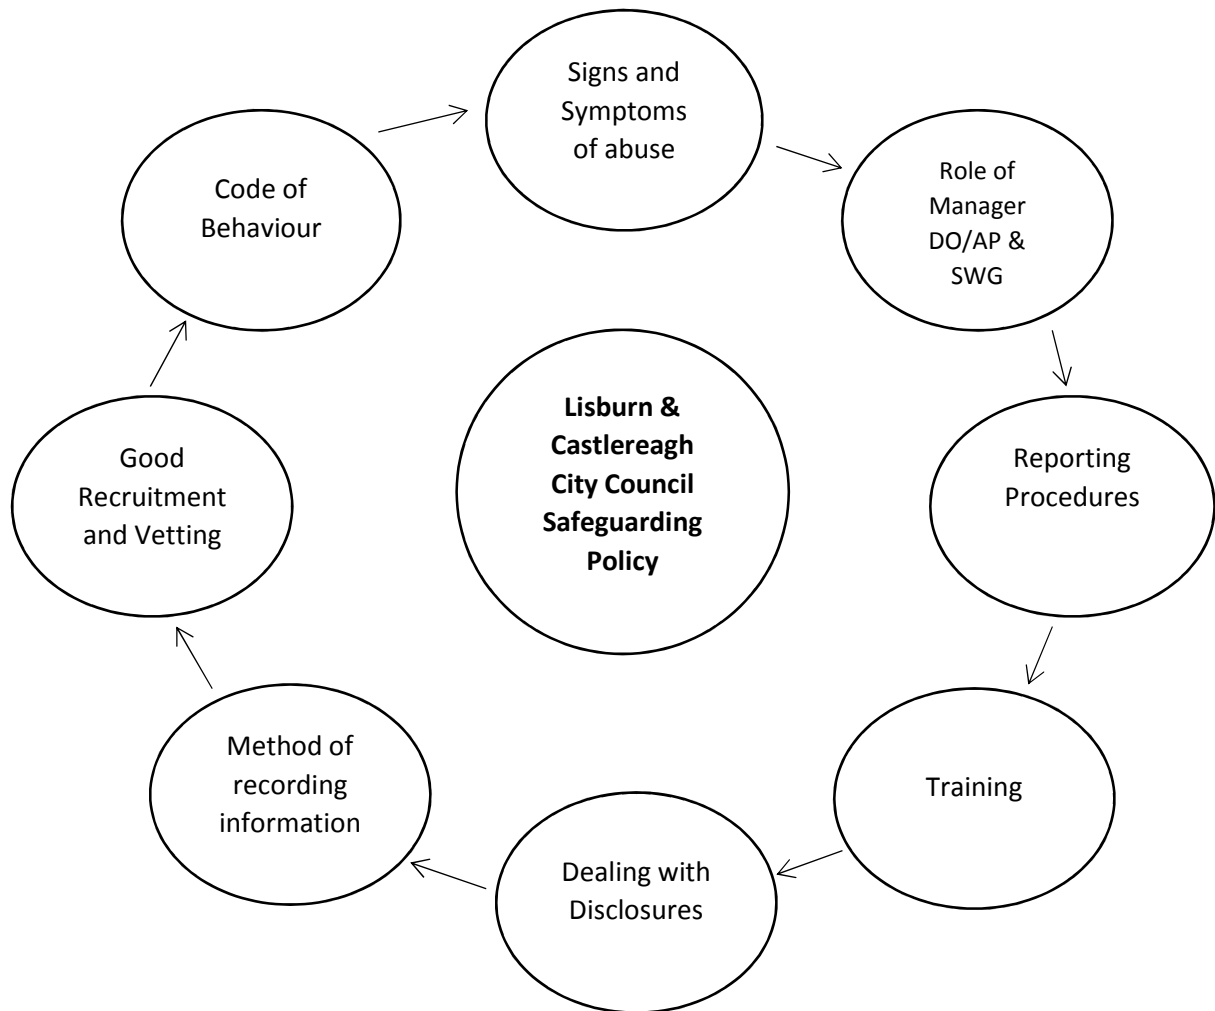 Signs and
Symptoms
of abuse
Role of
Manager
DO/AP &
SWG
Code of
Behaviour
Lisburn &
Castlereagh
City Council
Safeguarding
Policy
Good
Recruitment
and Vetting
Reporting
Procedures
Method of
recording
information
Training
Dealing with
Disclosures